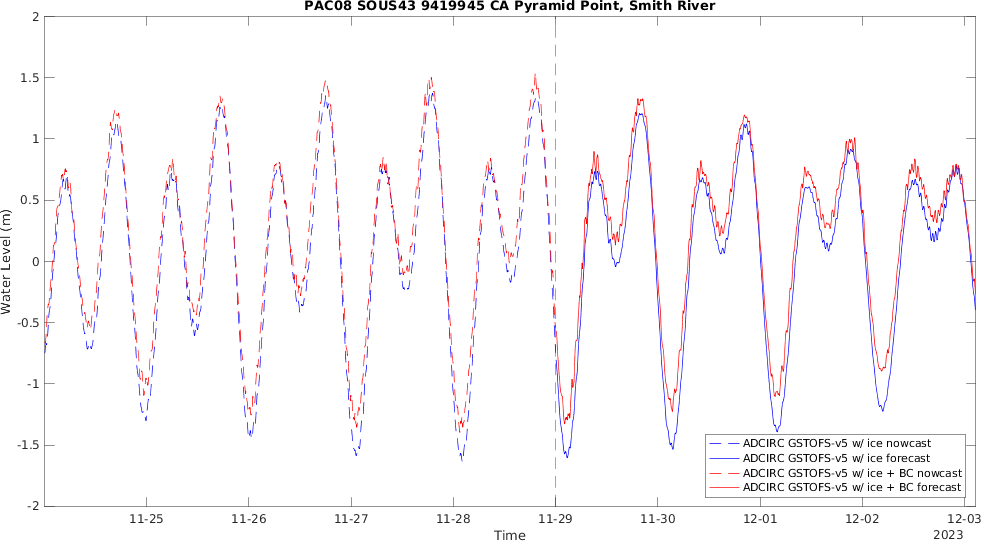 PAC08 SOUS43 9419945 CA Pyramid Point, Smith River
2
1.5
1
0.5
0
-0.5
-1
-1.5
-2
Water Level (m)
11-25 11-26 11-27 11-28 11-29 11-30 12-01 12-02 12-03
2023
Time
ADCIRC GSTOFS-v5 w/ ice nowcast
ADCIRC GSTOFS-v5 w/ ice forecast
ADCIRC GSTOFS-v5 w/ ice + BC nowcast
ADCIRC GSTOFS-v5 w/ ice + BC forecast